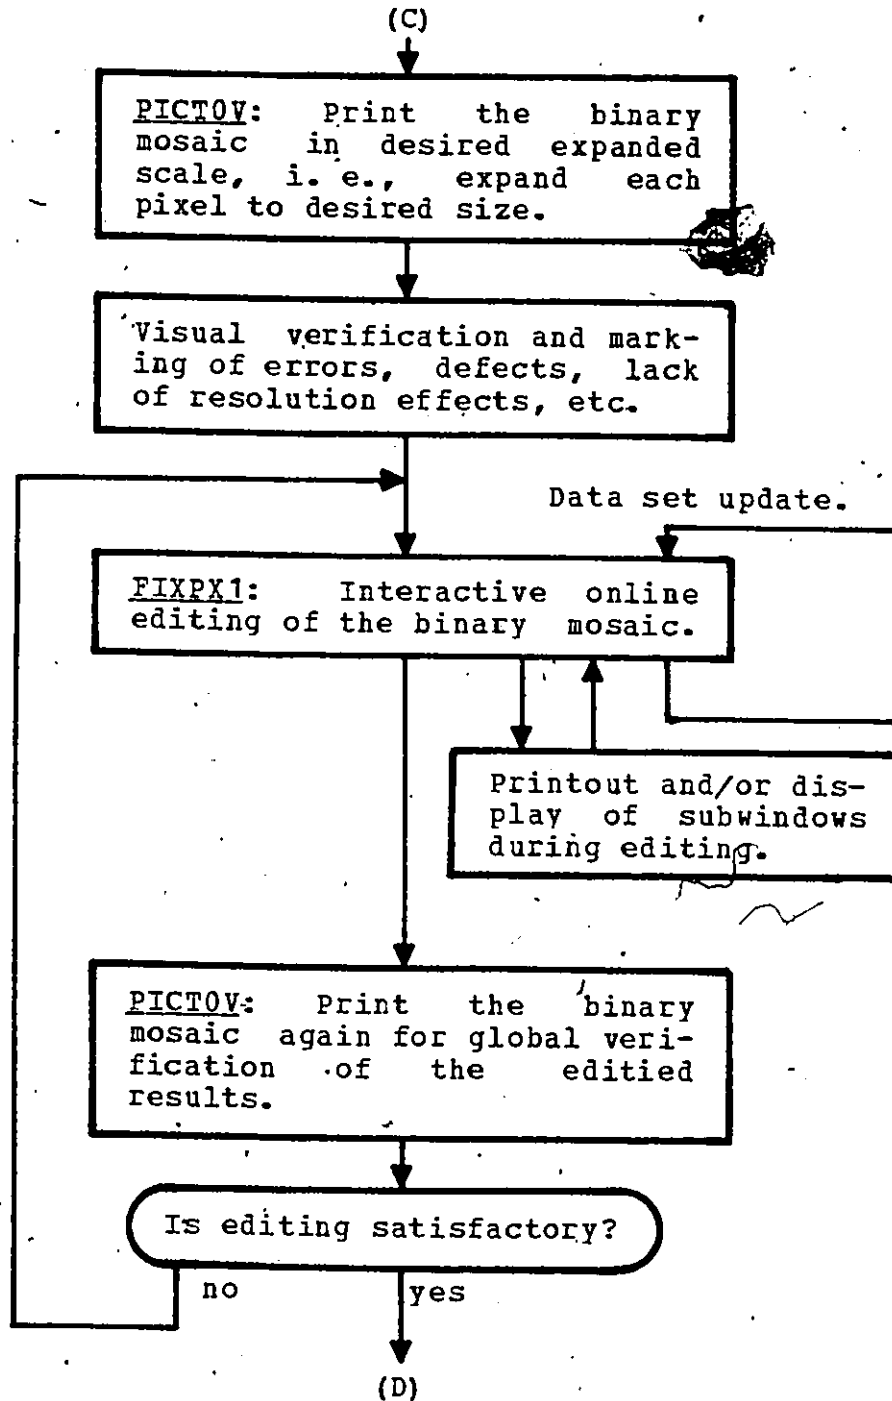 (C)
PICTOV: Print the binary
mosaic in desired expanded
scale, i. e., expand each
pixel to desired size.
Visual verification and mark-
ing of errors, defects, lack
of resolution effects, etc.
Data set update.
FIXPX1: Interactive online
editing of the binary mosaic.
Printout and/or dis-
play of subwindows
during editing.
PICTOV: Print the binary
mosaic again for global veri-
fication of the editied
results.
Is editing satisfactory?
no yes
(D)